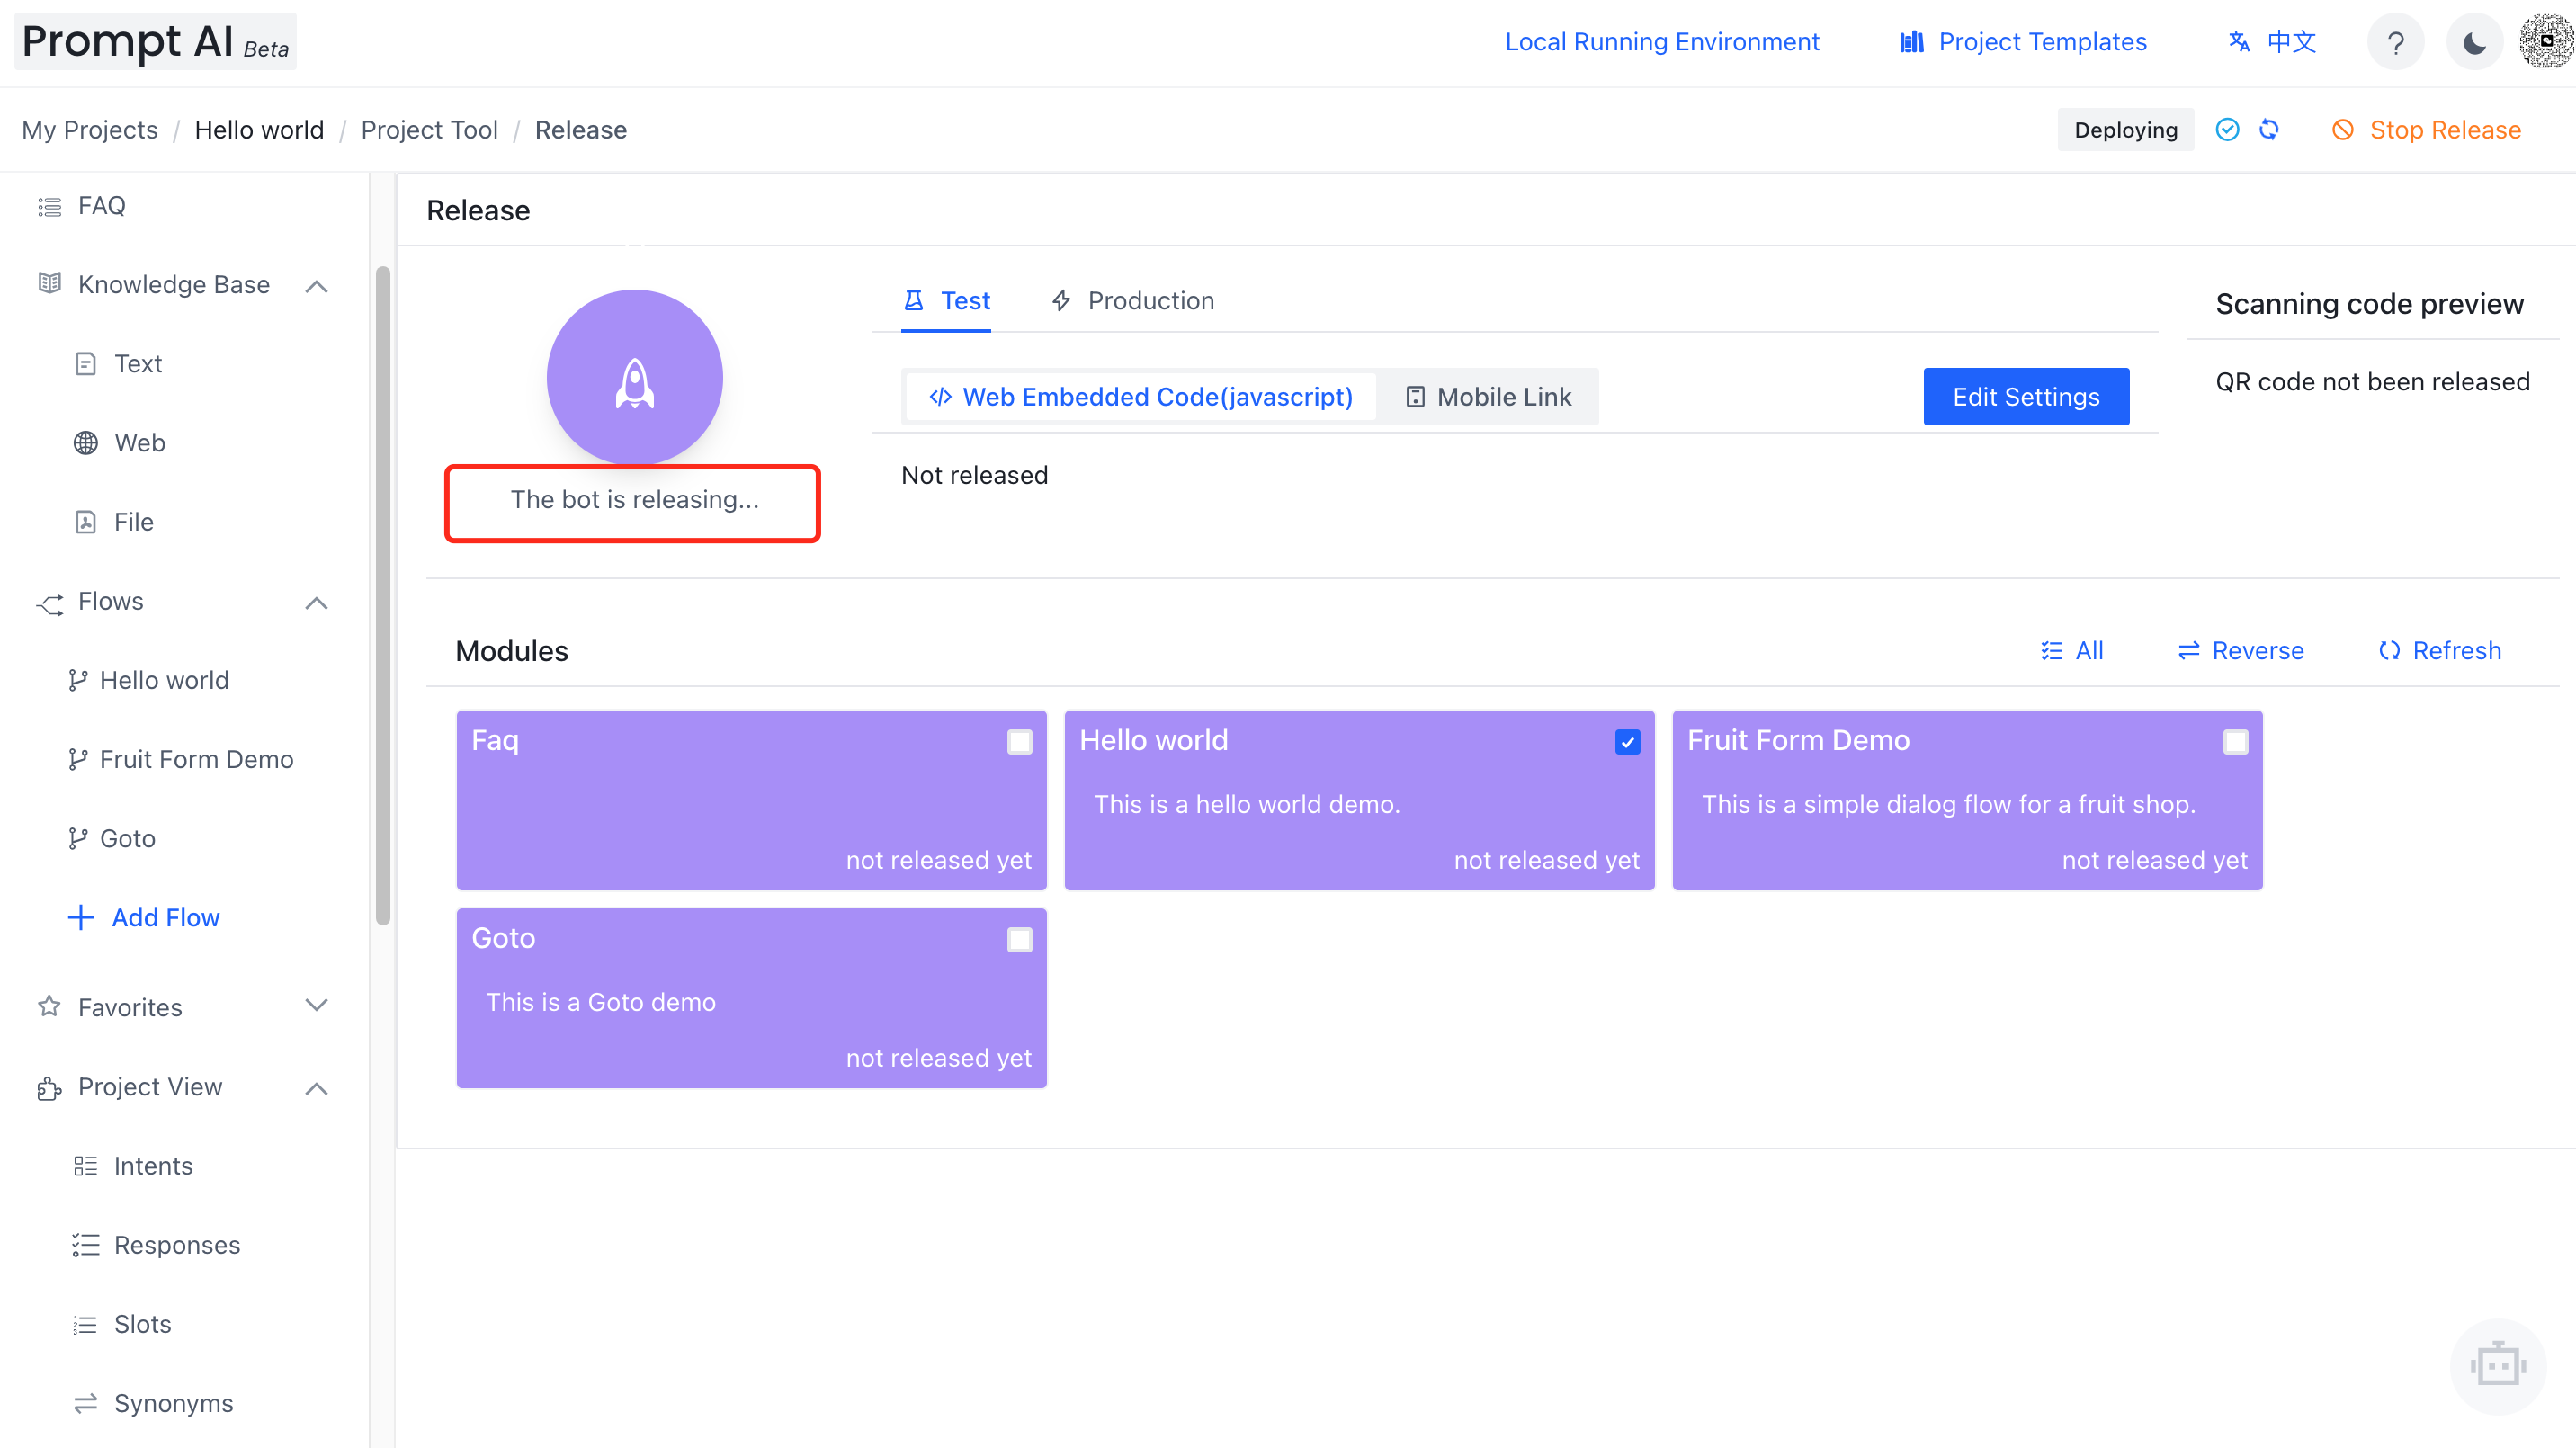 Prompt AI Beta
Local Running Environment
Project Templates
中文
?
My Projects / Hello world / Project Tool / Release
Deploying
Stop Release
FAQ
Knowledge Base
Text
Web
File
Flows
Hello world
Fruit Form Demo
Goto
Add Flow
Favorites
Project View
Intents
Responses
Slots
Synonyms
Release
The bot is releasing...
Test
Production
Web Embedded Code(javascript)
Mobile Link
Edit Settings
Not released
Scanning code preview
QR code not been released
Modules
All
Reverse
Refresh
Faq
not released yet
Hello world
This is a hello world demo.
not released yet
Fruit Form Demo
This is a simple dialog flow for a fruit shop.
not released yet
Goto
This is a Goto demo
not released yet